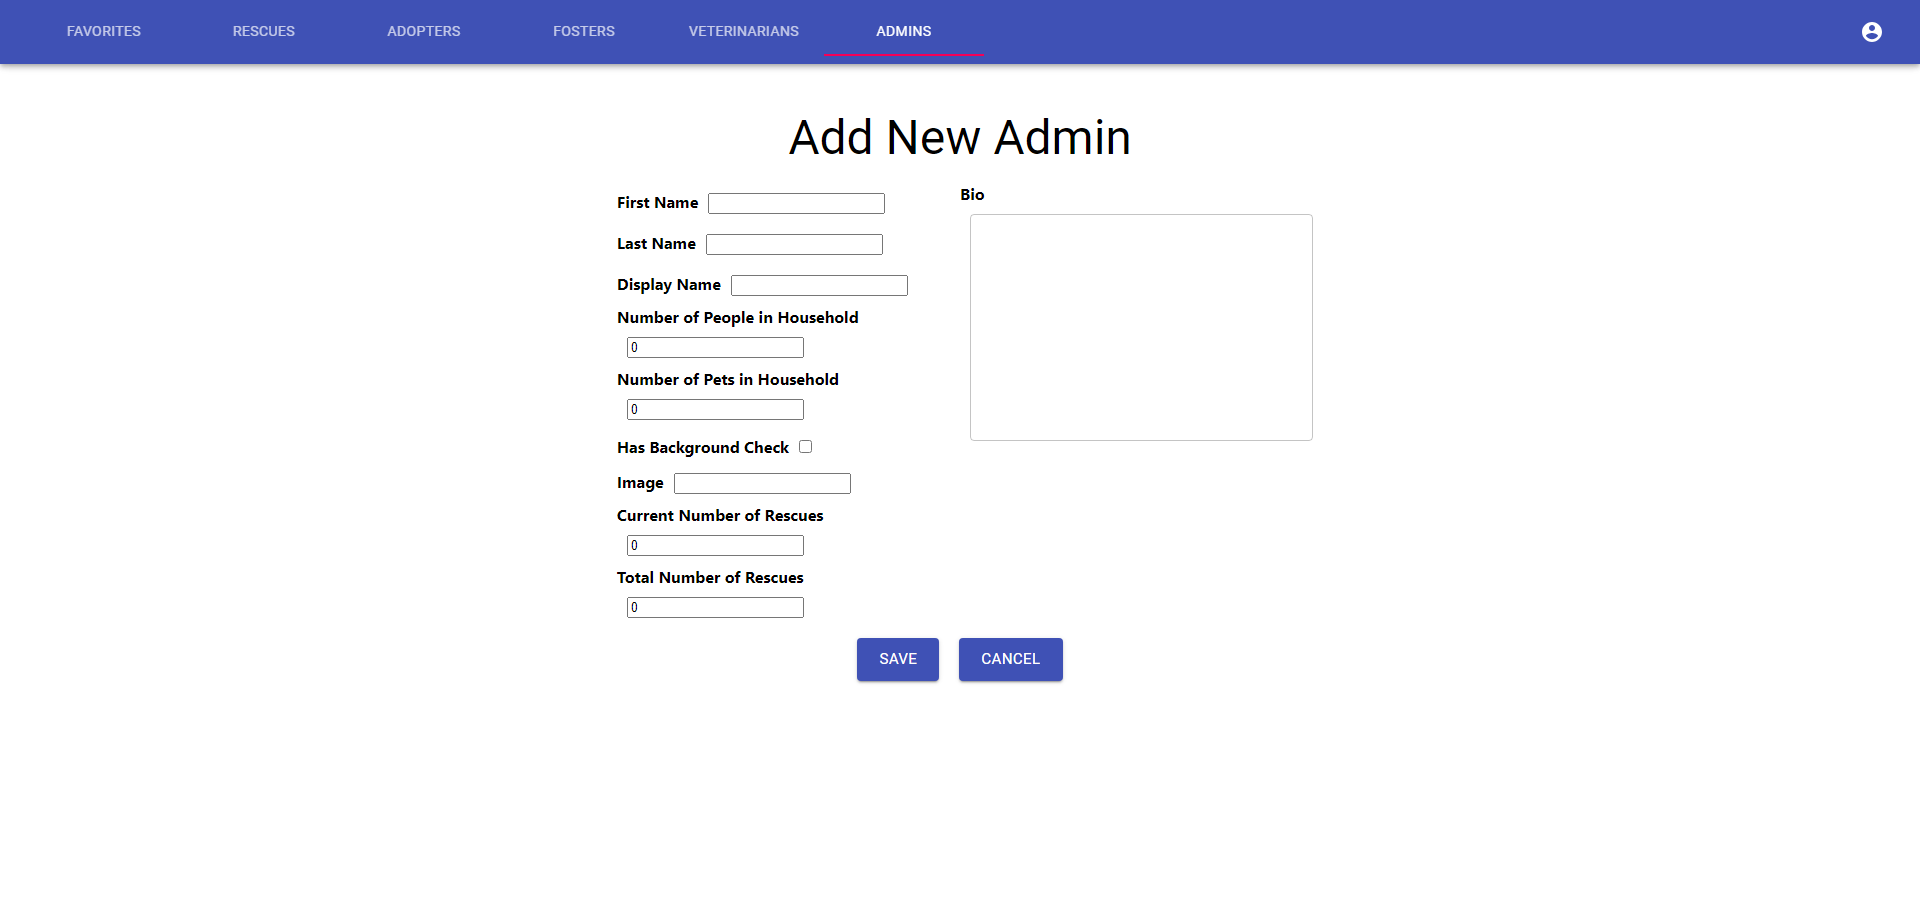 FAVORITES RESCUES ADOPTERS FOSTERS VETERINARIANS ADMINS
Add New Admin
First Name
Last Name
Display Name
Number of People in Household
0
Number of Pets in Household
0
Has Background Check
Image
Current Number of Rescues
0
Total Number of Rescues
0
Bio
SAVE CANCEL